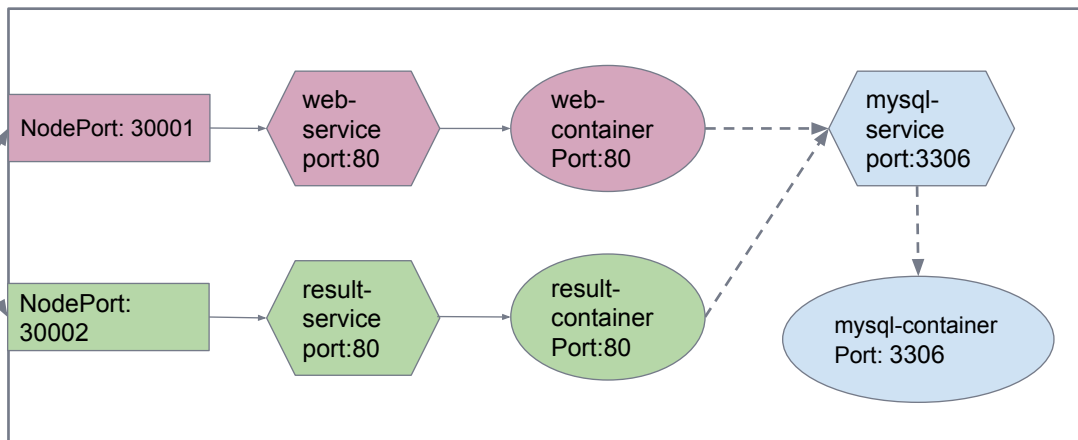 NodePort: 30001
web-
service
port:80
web-
container
Port:80
mysql-
service
port:3306
NodePort:
30002
result-
service
port:80
result-
container
Port:80
mysql-container
Port: 3306